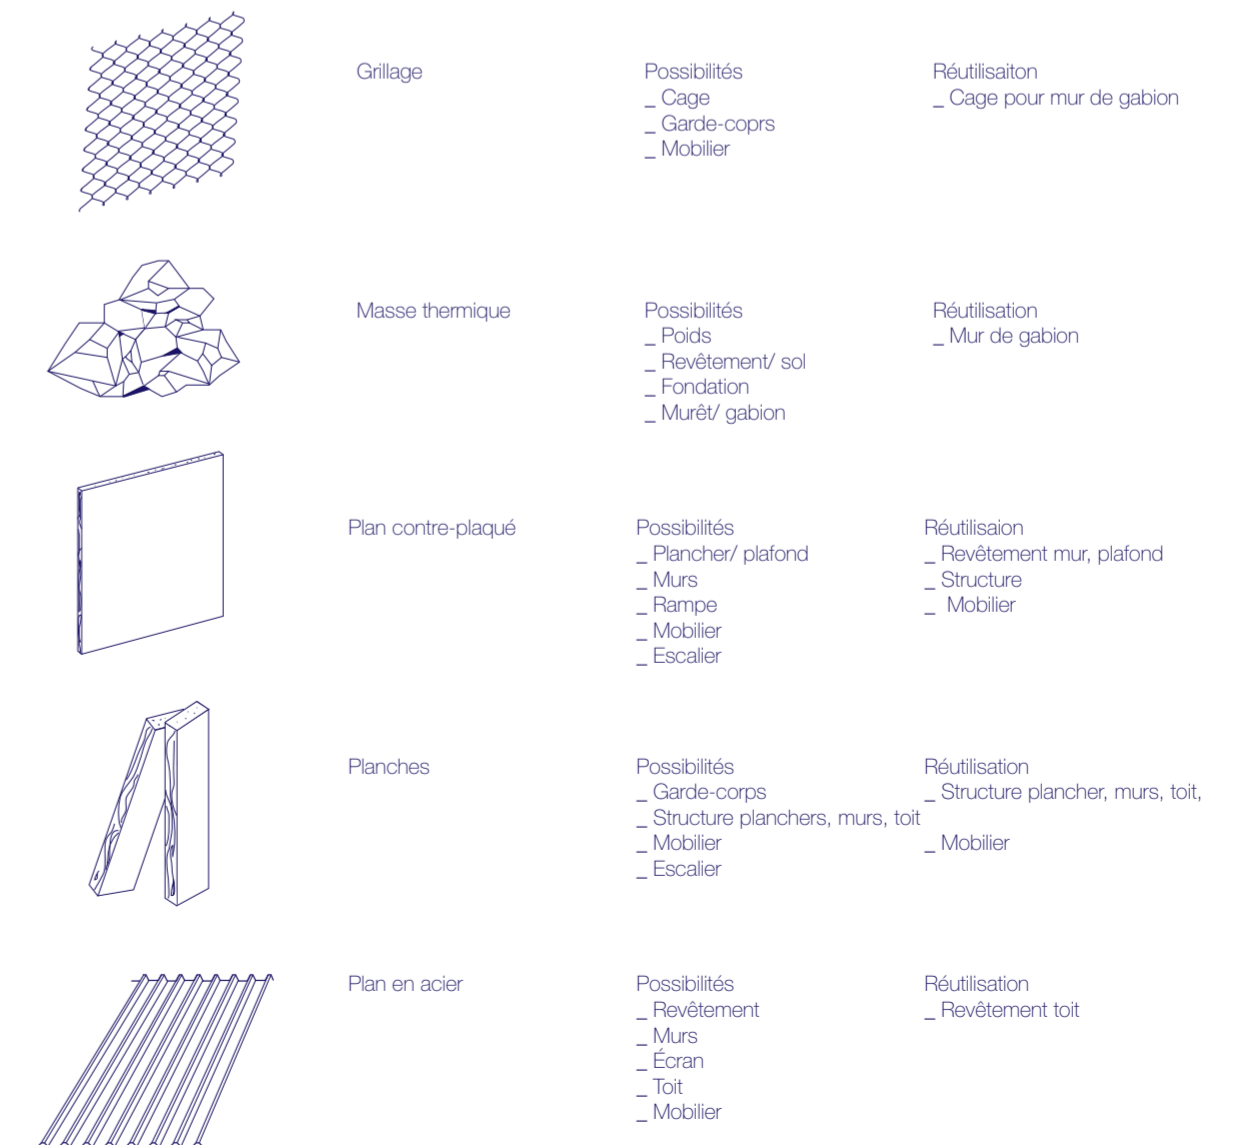 Grillage
Possibilités
_ Cage
_ Garde-coprs
_ Mobilier
Réutilisaiton
_ Cage pour mur de gabion
Masse thermique
Possibilités
_ Poids
_ Revêtement/ sol
_ Fondation
_ Murêt/ gabion
Réutilisation
_ Mur de gabion
Plan contre-plaqué
Possibilités
_ Plancher/ plafond
_ Murs
_ Rampe
_ Mobilier
_ Escalier
Réutilisaion
_ Revêtement mur, plafond
_ Structure
_ Mobilier
Planches
Possibilités
_ Garde-corps
_ Structure planchers, murs, toit
_ Mobilier
_ Escalier
Réutilisation
_ Structure plancher, murs, toit,
_ Mobilier
Plan en acier
Possibilités
_ Revêtement
_ Murs
_ Écran
_ Toit
_ Mobilier
Réutilisation
_ Revêtement toit